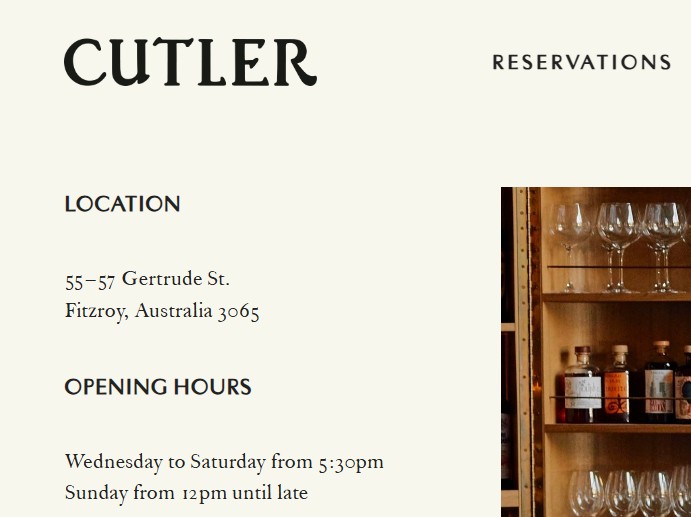 CUTLER
RESERVATIONS
LOCATION
55–57 Gertrude St.
Fitzroy, Australia 3065
OPENING HOURS
Wednesday to Saturday from 5:30pm
Sunday from 12pm until late